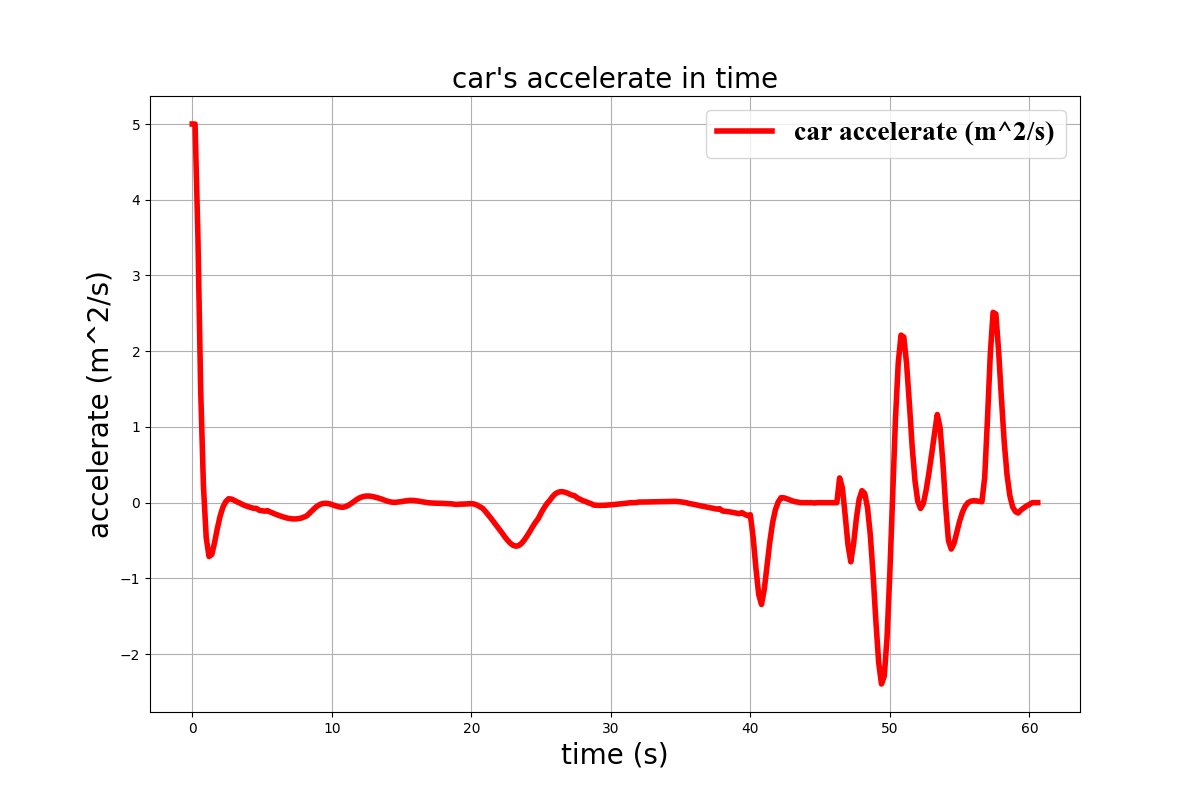 car's accelerate in time
car accelerate (m^2/s)
accelerate (m^2/s)
5
4
3
2
1
0
−1
−2
0 10 20 30 40 50 60
time (s)